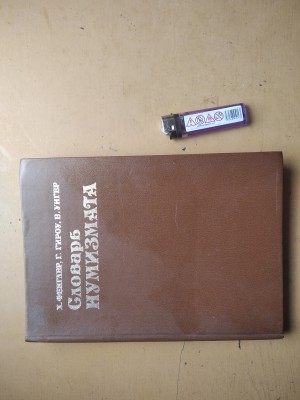 Х. ФЕНГЛЕР, Г. ГИРОУ, В. УНГЕР
Словарь
НУМИЗМАТА